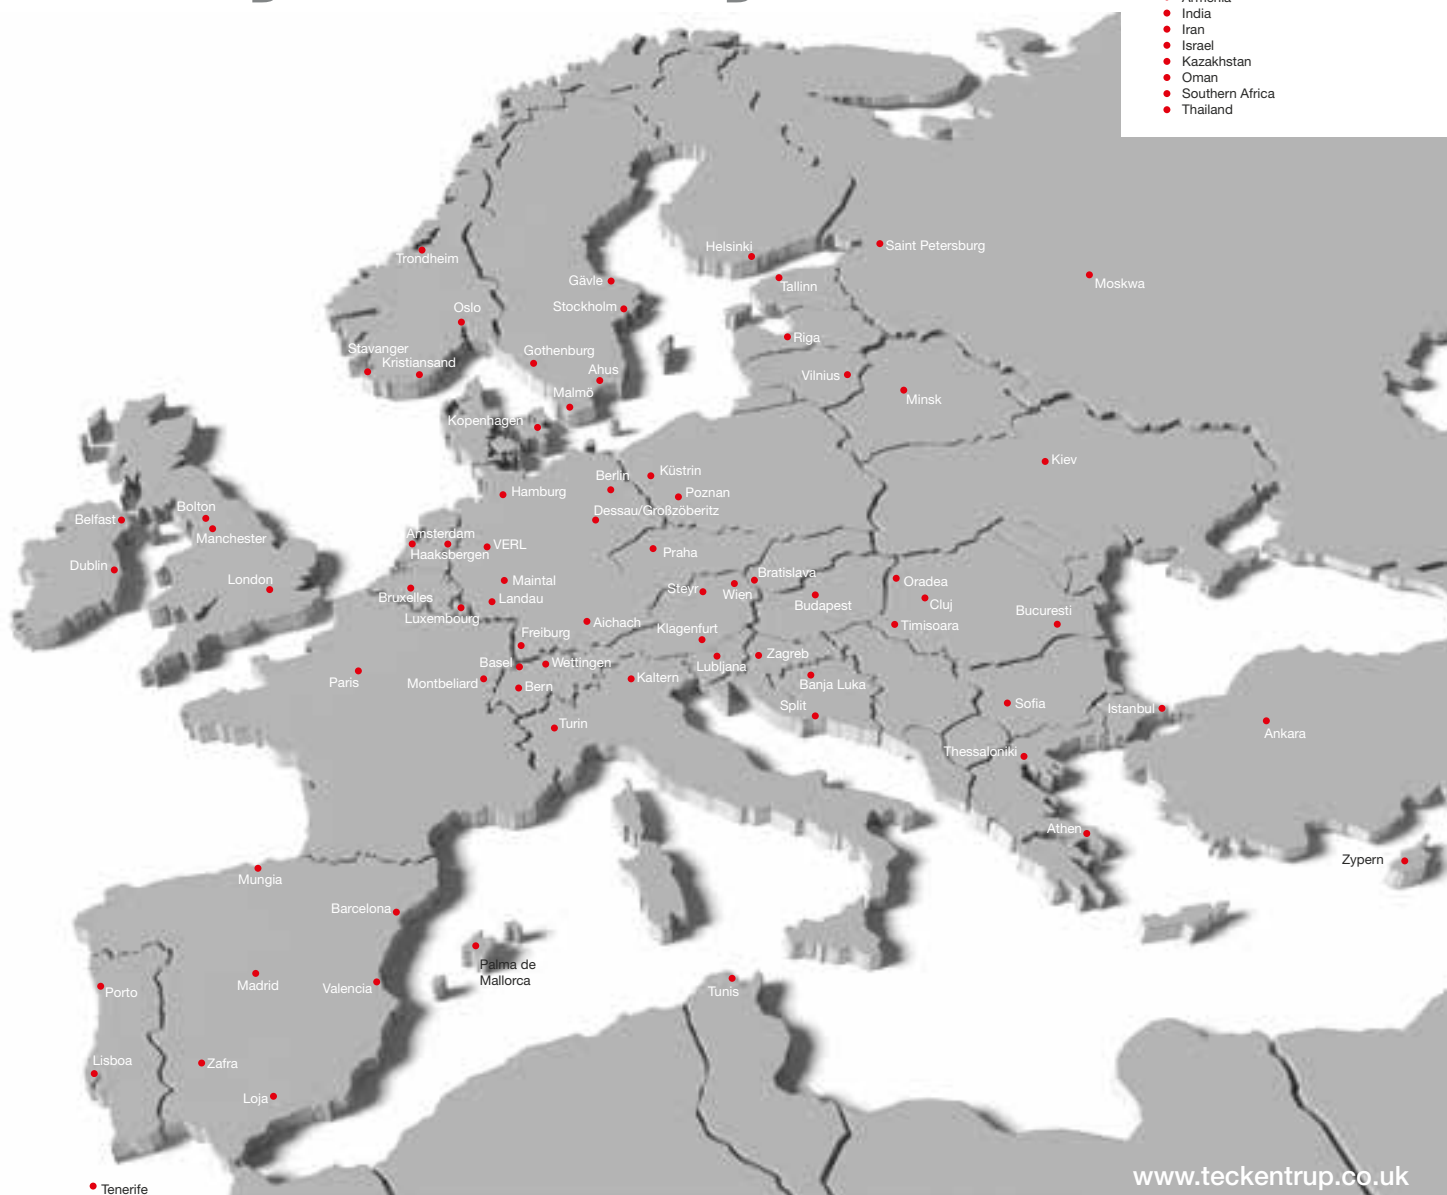 Armenia
India
Iran
Israel
Kazakhstan
Oman
Southern Africa
Thailand
Helsinki
Saint Petersburg
Trondheim
Gävle
Tallinn
Moskwa
Oslo
Stockholm
Riga
Stavanger
Gothenburg
Kristiansand
Ahus
Vilnius
Malmö
Minsk
Kopenhagen
Kiev
Berlin
Küstrin
Hamburg
Poznan
Bolton
Dessau/Großzöberitz
Belfast
Manchester
Amsterdam
VERL
Haaksbergen
Praha
Dublin
Bratislava
London
Maintal
Steyr
Wien
Oradea
Bruxelles
Landau
Budapest
Cluj
Luxembourg
Bucuresti
Aichach
Timisoara
Freiburg
Klagenfurt
Zagreb
Basel
Wettingen
Lubljana
Paris
Montbeliard
Bern
Kaltern
Banja Luka
Split
Sofia
Istanbul
Turin
Ankara
Thessaloniki
Athen
Zypern
Mungia
Barcelona
Palma de
Mallorca
Madrid
Valencia
Tunis
Porto
Lisboa
Zafra
Loja
www.teckentrup.co.uk
Tenerife